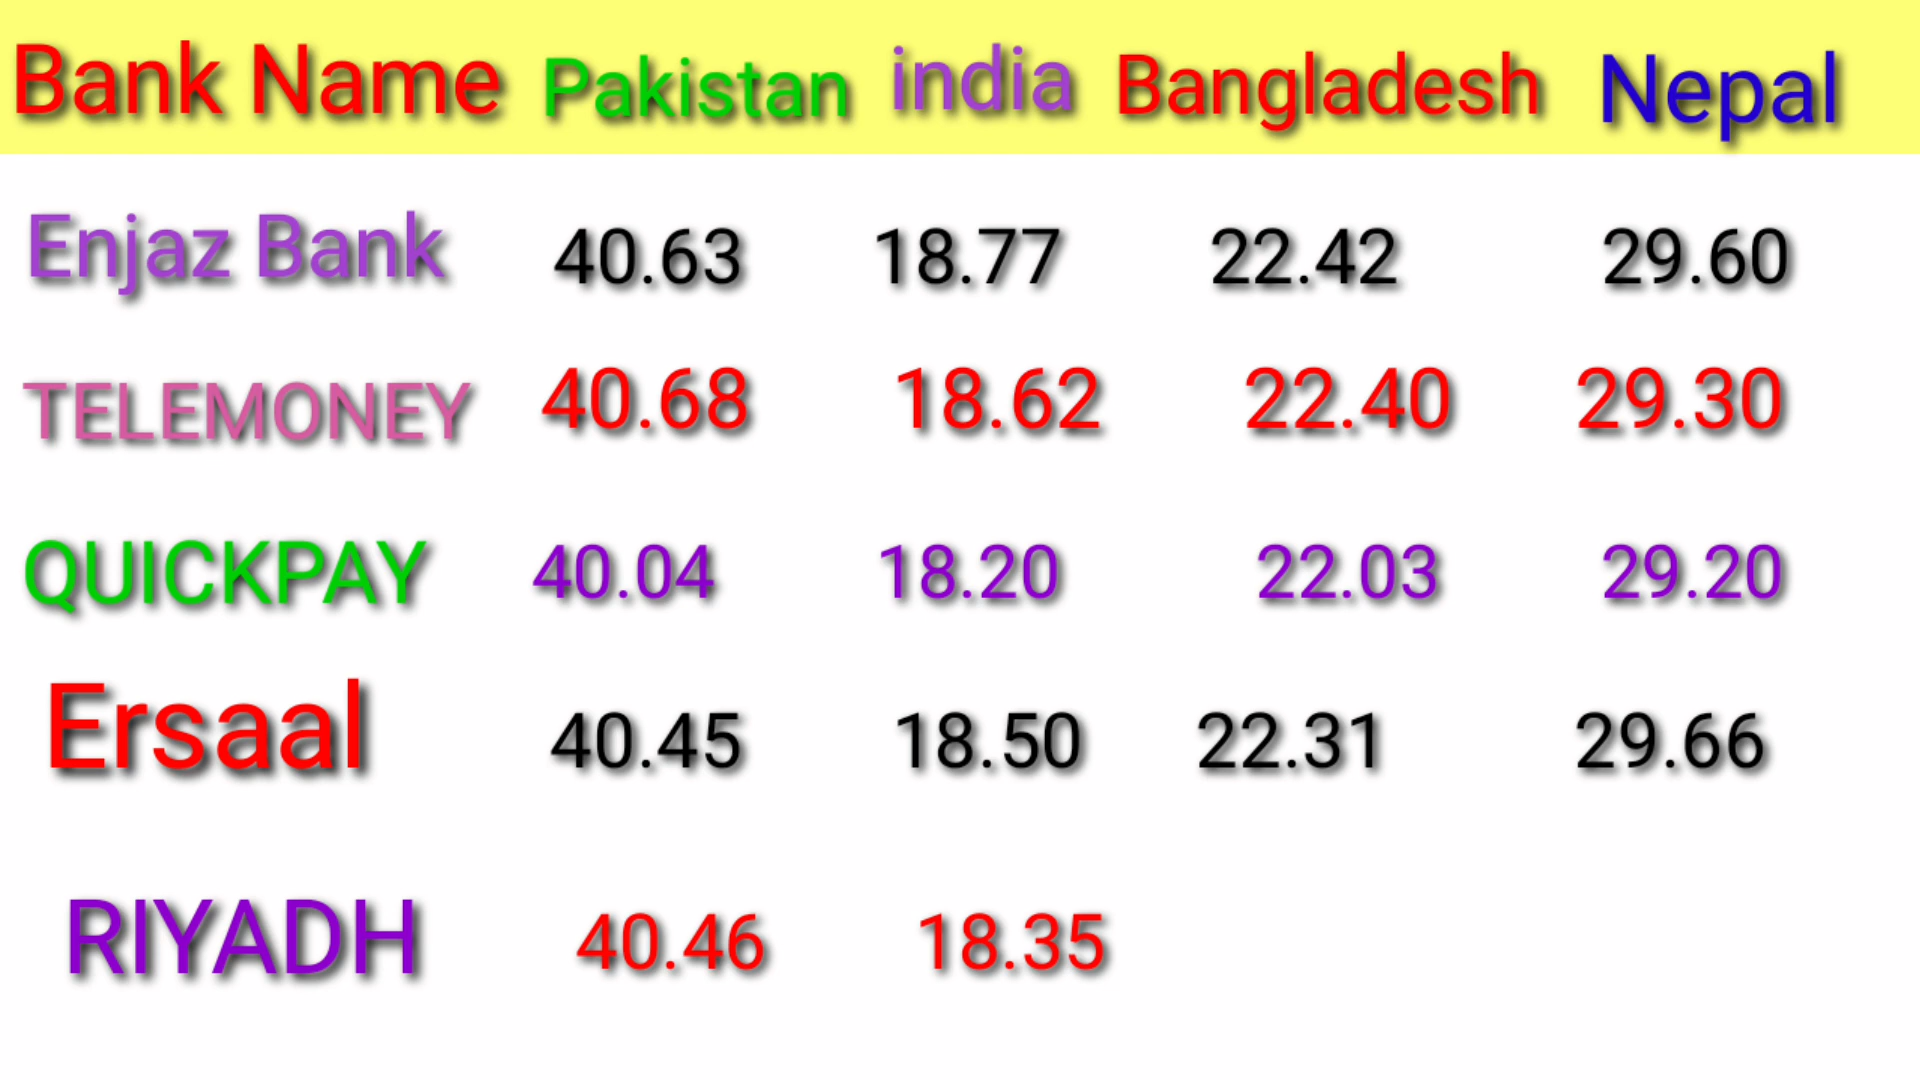 Bank Name Pakistan india Bangladesh Nepal
Enjaz Bank 40.63 18.77 22.42 29.60
TELEMONEY 40.68 18.62 22.40 29.30
QUICKPAY 40.04 18.20 22.03 29.20
Ersaal 40.45 18.50 22.31 29.66
RIYADH 40.46 18.35